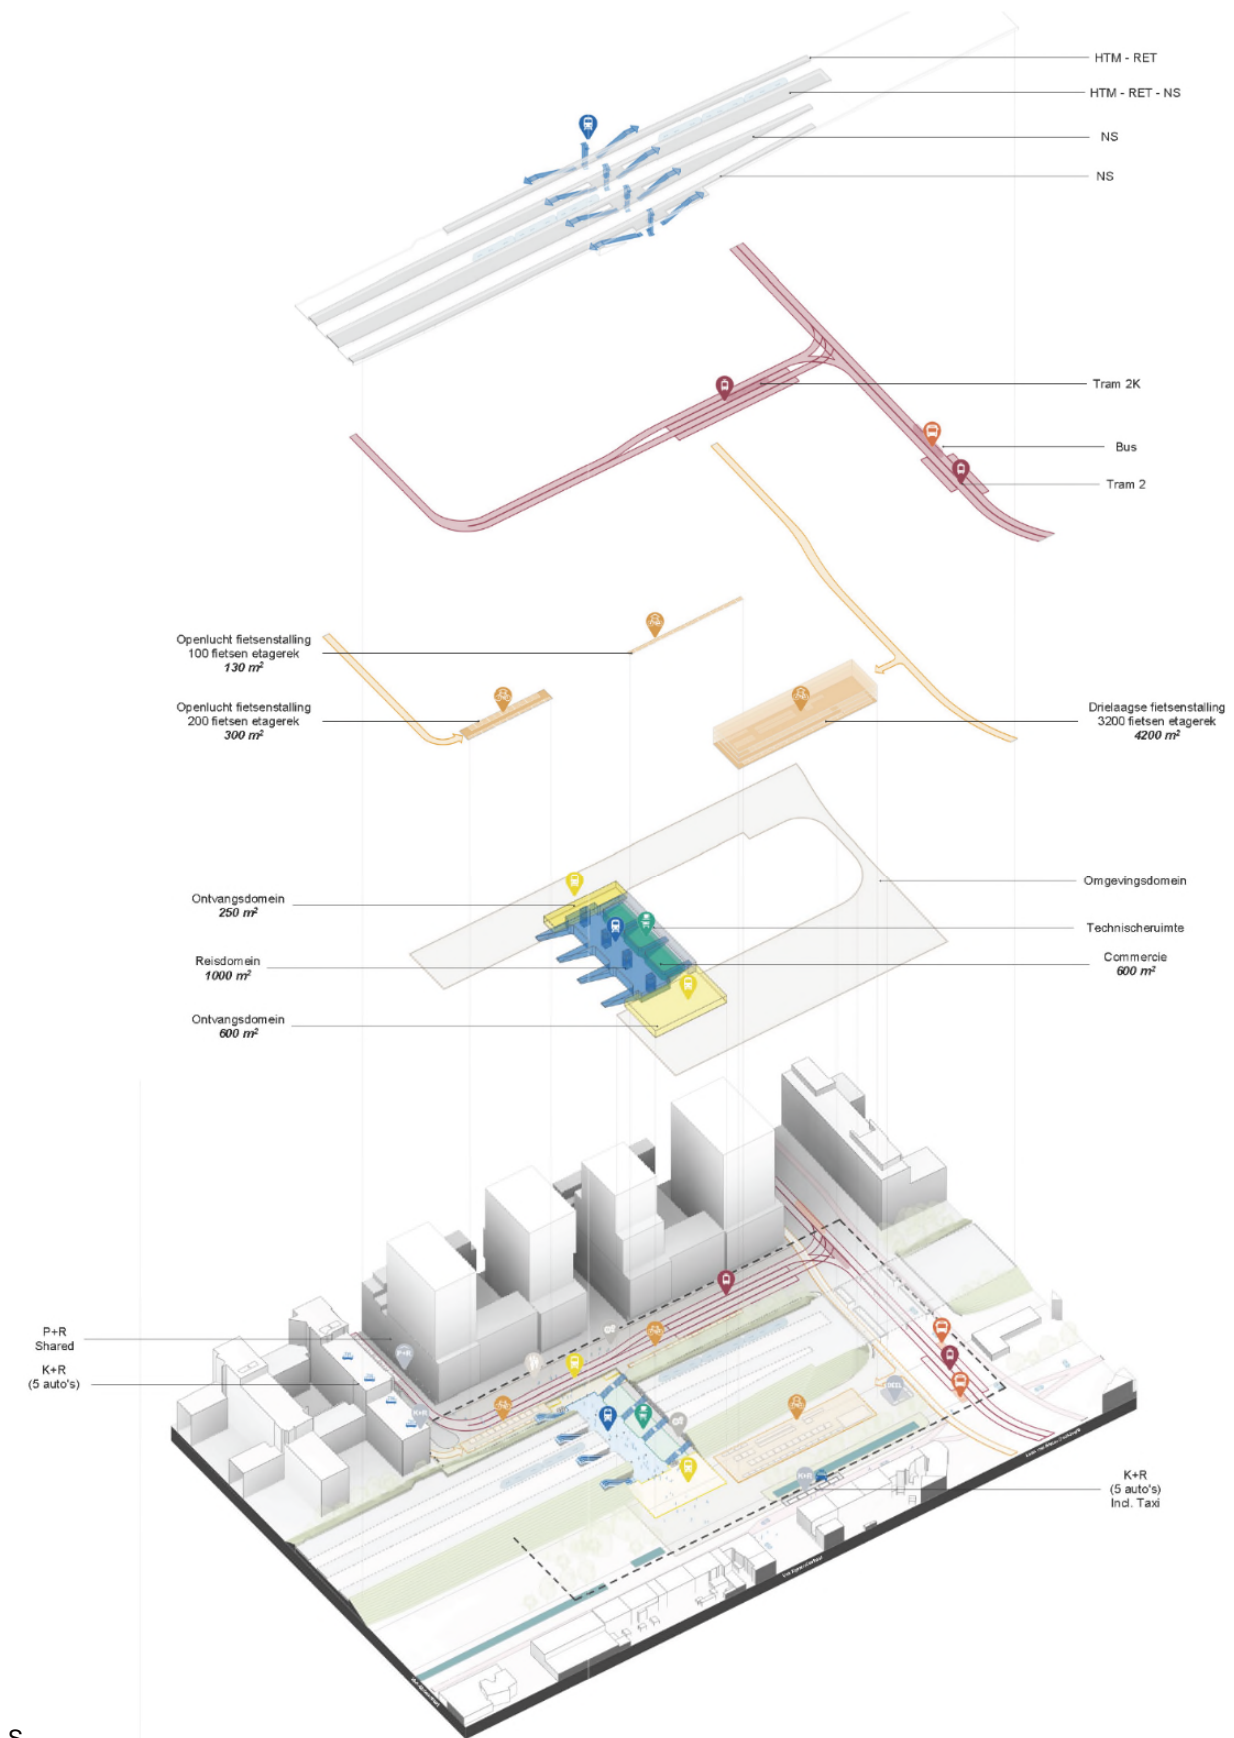 HTM - RET
HTM - RET - NS
NS
NS
Tram 2K
Bus
Tram 2
Openlucht fietsenstalling
100 fietsen etagerek
130 m²
Openlucht fietsenstalling
200 fietsen etagerek
300 m²
Drielaagse fietsenstalling
3200 fietsen etagerek
4200 m²
Ontvangsdomein
250 m²
Reisdomein
1000 m²
Ontvangsdomein
600 m²
Omgevingsdomein
Technischeruimte
Commercie
600 m²
P+R
Shared
K+R
(5 auto's)
P+R
K+R
K+R
K+R
(5 auto's)
Incl. Taxi
S